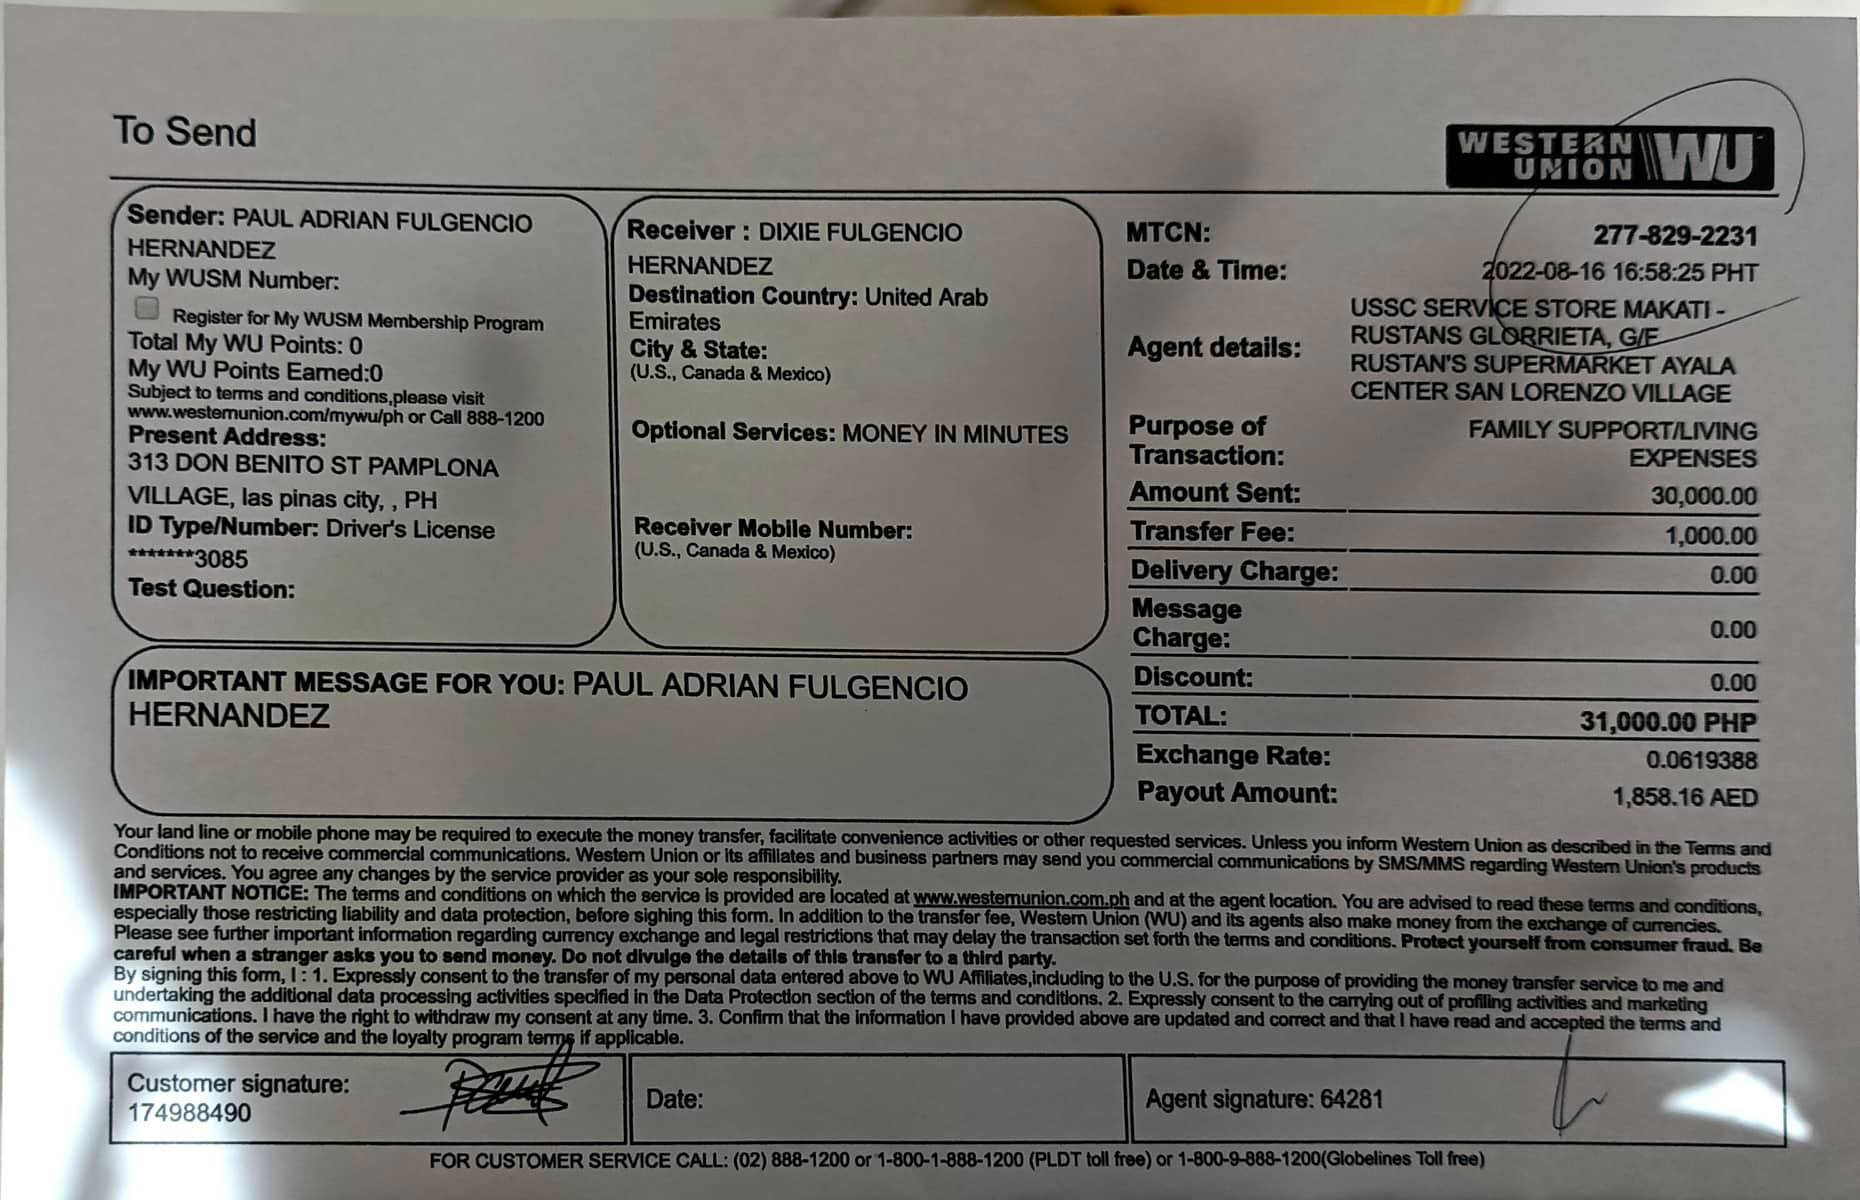 To Send
WESTERN
UNION WU
Sender: PAUL ADRIAN FULGENCIO
HERNANDEZ
My WUSM Number:
Register for My WUSM Membership Program
Total My WU Points: 0
My WU Points Earned:0
Subject to terms and conditions,please visit
www.westernunion.com/mywu/ph or Call 888-1200
Present Address:
313 DON BENITO ST PAMPLONA
VILLAGE, las pinas city, , PH
ID Type/Number: Driver's License
*******3085
Test Question:
Receiver : DIXIE FULGENCIO
HERNANDEZ
Destination Country: United Arab
Emirates
City & State:
(U.S., Canada & Mexico)
Optional Services: MONEY IN MINUTES
Receiver Mobile Number:
(U.S., Canada & Mexico)
MTCN: 277-829-2231
Date & Time: 2022-08-16 16:58:25 PHT
Agent details: USSC SERVICE STORE MAKATI -
RUSTANS GLORRIETA, G/F
RUSTAN'S SUPERMARKET AYALA
CENTER SAN LORENZO VILLAGE
Purpose of FAMILY SUPPORT/LIVING
Transaction: EXPENSES
Amount Sent: 30,000.00
Transfer Fee: 1,000.00
Delivery Charge: 0.00
Message
Charge: 0.00
Discount: 0.00
TOTAL: 31,000.00 PHP
Exchange Rate: 0.0619388
Payout Amount: 1,858.16 AED
IMPORTANT MESSAGE FOR YOU: PAUL ADRIAN FULGENCIO
HERNANDEZ
Your land line or mobile phone may be required to execute the money transfer, facilitate convenience activities or other requested services. Unless you inform Western Union as described in the Terms and
Conditions not to receive commercial communications. Western Union or its affiliates and business partners may send you commercial communications by SMS/MMS regarding Western Union's products
and services. You agree any changes by the service provider as your sole responsibility.
IMPORTANT NOTICE: The terms and conditions on which the service is provided are located at www.westernunion.com.ph and at the agent location. You are advised to read these terms and conditions,
especially those restricting liability and data protection, before sighing this form. In addition to the transfer fee, Western Union (WU) and its agents also make money from the exchange of currencies.
Please see further important information regarding currency exchange and legal restrictions that may delay the transaction set forth the terms and conditions. Protect yourself from consumer fraud. Be
careful when a stranger asks you to send money. Do not divulge the details of this transfer to a third party.
By signing this form, I : 1. Expressly consent to the transfer of my personal data entered above to WU Affiliates,including to the U.S. for the purpose of providing the money transfer service to me and
undertaking the additional data processing activities specified in the Data Protection section of the terms and conditions. 2. Expressly consent to the carrying out of profiling activities and marketing
communications. I have the right to withdraw my consent at any time. 3. Confirm that the information I have provided above are updated and correct and that I have read and accepted the terms and
conditions of the service and the loyalty program terms if applicable.
Customer signature:
174988490
Date:
Agent signature: 64281
FOR CUSTOMER SERVICE CALL: (02) 888-1200 or 1-800-1-888-1200 (PLDT toll free) or 1-800-9-888-1200(Globelines Toll free)